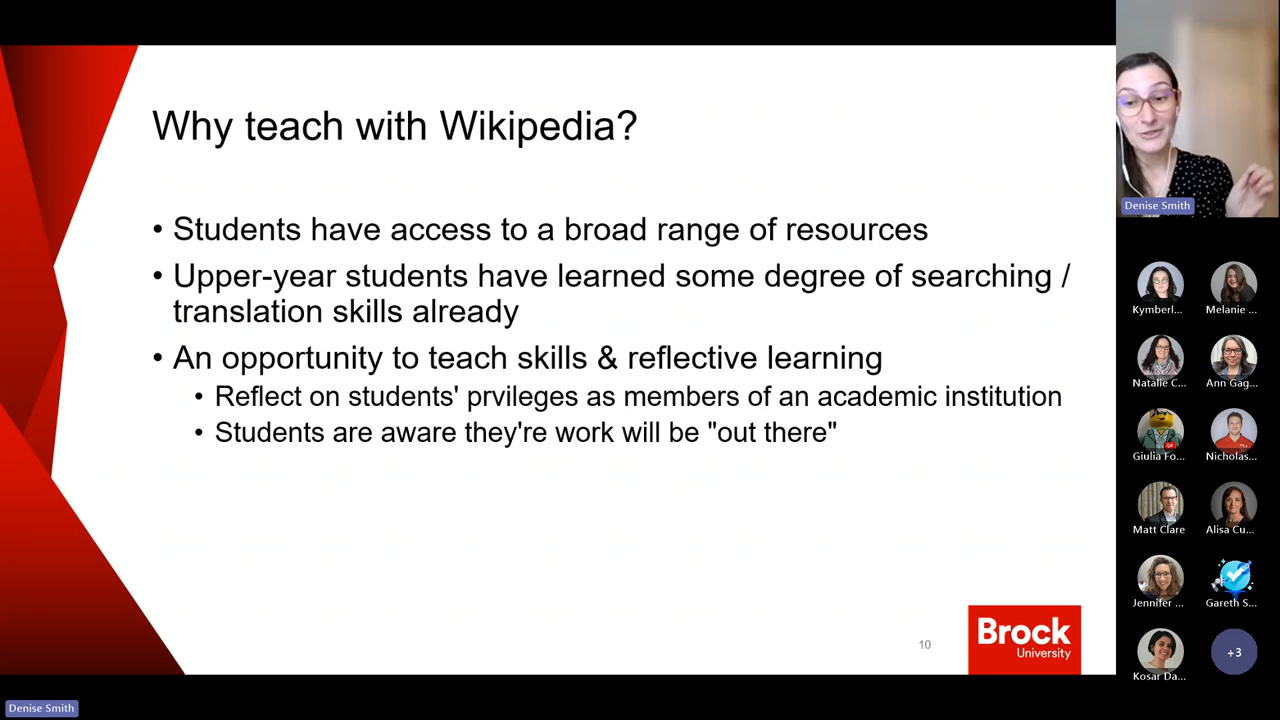 Why teach with Wikipedia?
• Students have access to a broad range of resources
• Upper-year students have learned some degree of searching /
translation skills already
• An opportunity to teach skills & reflective learning
• Reflect on students' prvileges as members of an academic institution
• Students are aware they're work will be "out there"
10
Brock
University
Denise Smith
Denise Smith
Kymberl...
Melanie ...
Natalie C...
Ann Gag...
Giulia Fo...
Nicholas...
Matt Clare
Alisa Cu...
Jennifer ...
Gareth S...
Kosar Da...
+3